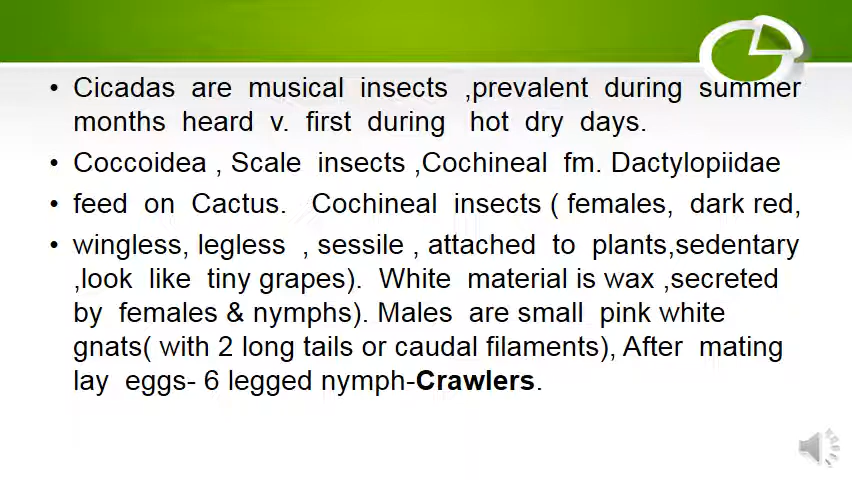 • Cicadas are musical insects ,prevalent during summer
months heard v. first during hot dry days.
• Coccoidea , Scale insects ,Cochineal fm. Dactylopiidae
• feed on Cactus. Cochineal insects ( females, dark red,
• wingless, legless , sessile , attached to plants,sedentary
,look like tiny grapes). White material is wax ,secreted
by females & nymphs). Males are small pink white
gnats( with 2 long tails or caudal filaments), After mating
lay eggs- 6 legged nymph-Crawlers.